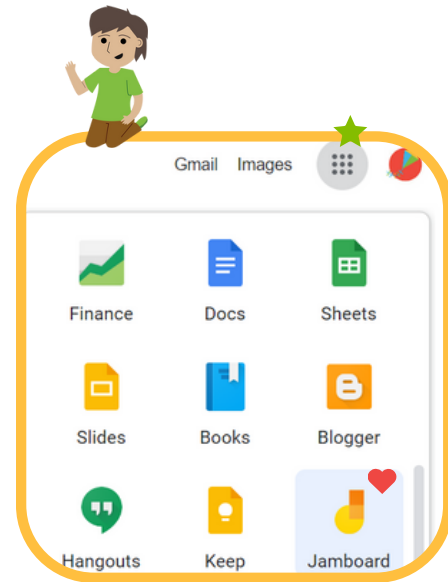 Gmail Images
Finance Docs Sheets
Slides Books Blogger
Hangouts Keep Jamboard